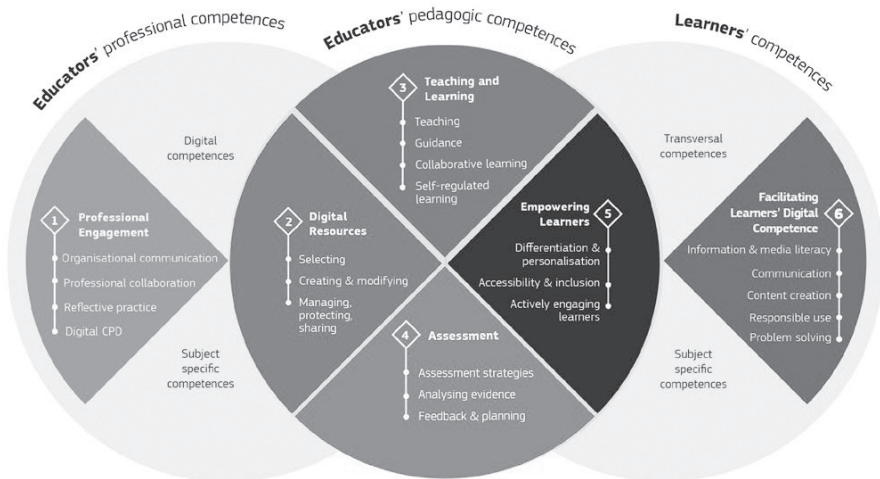 Educators' professional competences
Educators' pedagogic competences
Learners' competences
Digital
competences
Subject
specific
competences
1
Professional
Engagement
Organisational communication
Professional collaboration
Reflective practice
Digital CPD
2
Digital
Resources
Selecting
Creating & modifying
Managing,
protecting,
sharing
3
Teaching and
Learning
Teaching
Guidance
Collaborative learning
Self-regulated
learning
4
Assessment
Assessment strategies
Analysing evidence
Feedback & planning
Empowering
Learners
5
Differentiation &
personalisation
Accessibility & inclusion
Actively engaging
learners
Transversal
competences
Subject
specific
competences
Facilitating
Learners' Digital
Competence
6
Information & media literacy
Communication
Content creation
Responsible use
Problem solving